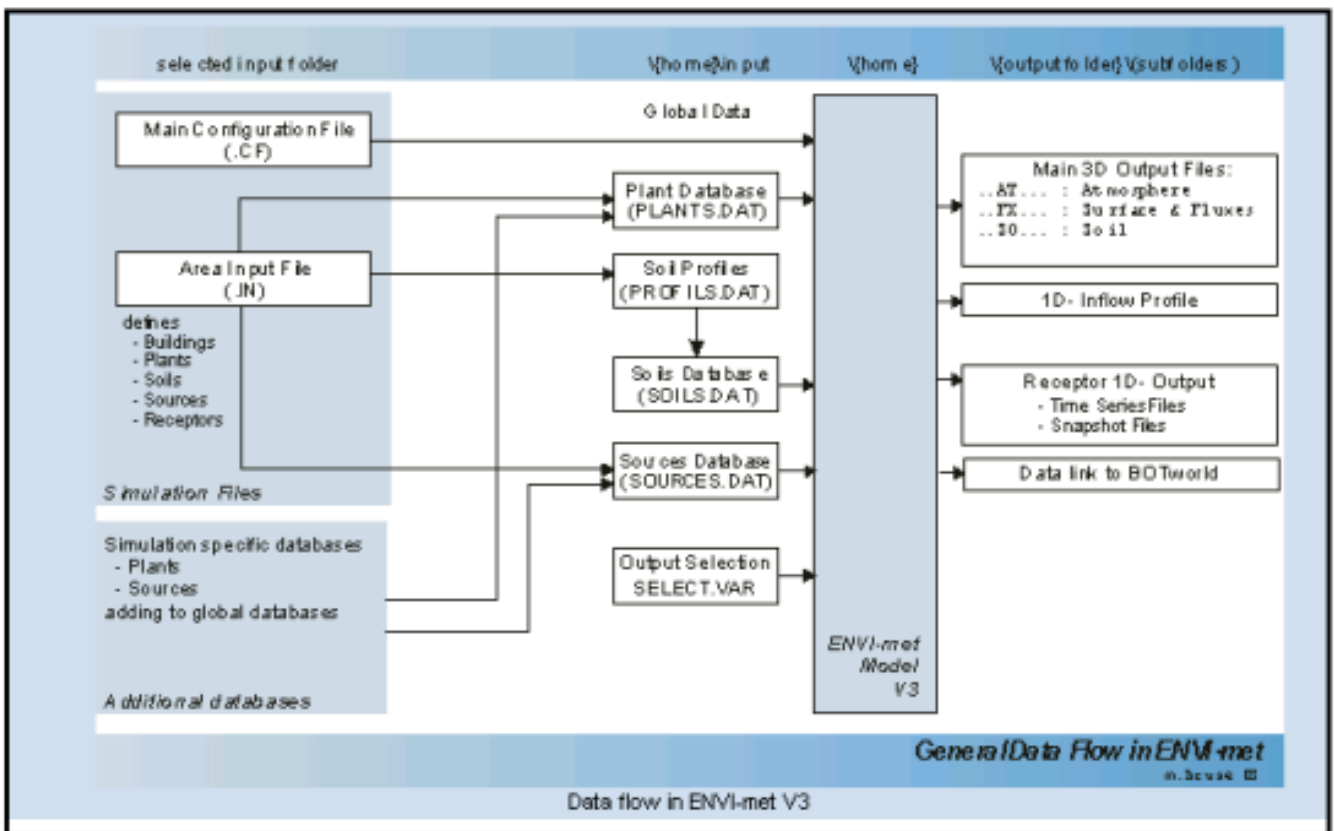 selected input folder
\{home}\input
\{home}
\{outputfolder}\(subfolders)
Global Data
Main Configuration File
(.CF)
Plant Database
(PLANTS.DAT)
Main 3D Output Files:
..AT... : Atmosphere
..FX... : Surface & Fluxes
..SO... : Soil
Area Input File
(.IN)
Soil Profiles
(PROFILS.DAT)
1D- Inflow Profile
defines
- Buildings
- Plants
- Soils
- Sources
- Receptors
Soils Database
(SOILS.DAT)
Receptor 1D- Output
- Time Series Files
- Snapshot Files
Sources Database
(SOURCES.DAT)
Data link to BOTworld
Simulation Files
Simulation specific databases
- Plants
- Sources
adding to global databases
Output Selection
SELECT.VAR
ENVI-met
Model
V3
Additional databases
General Data Flow in ENVI-met
Data flow in ENVI-met V3